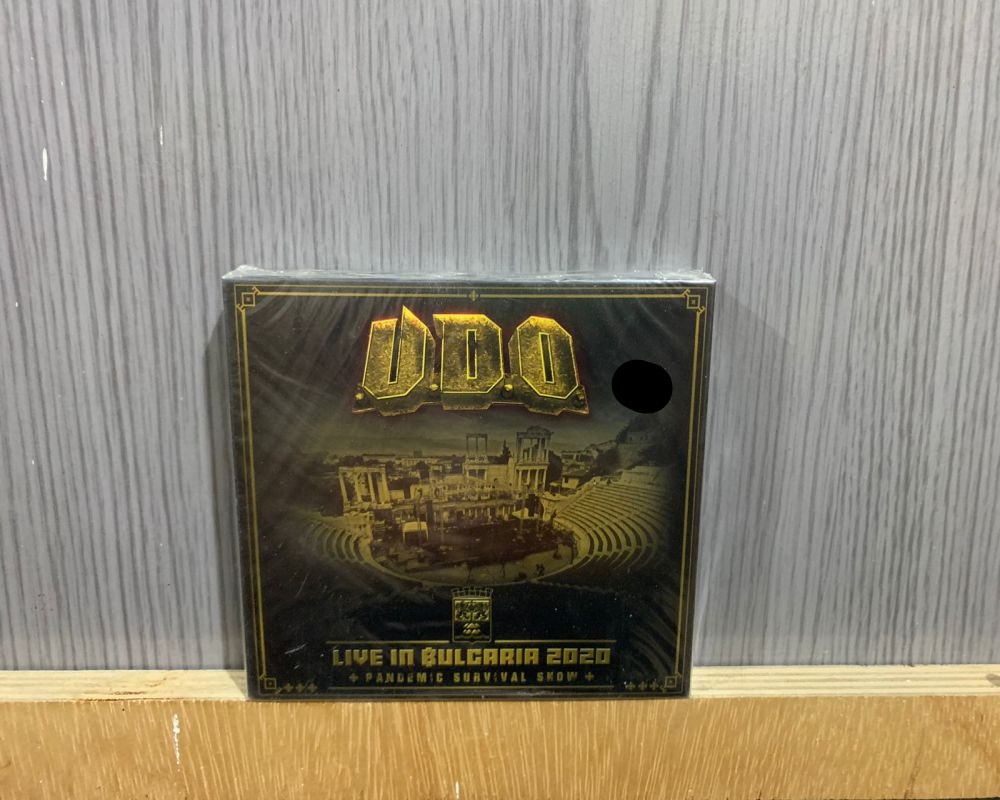 U.D.O.
LIVE IN BULGARIA 2020
+ PANDEMIC SURVIVAL SHOW +